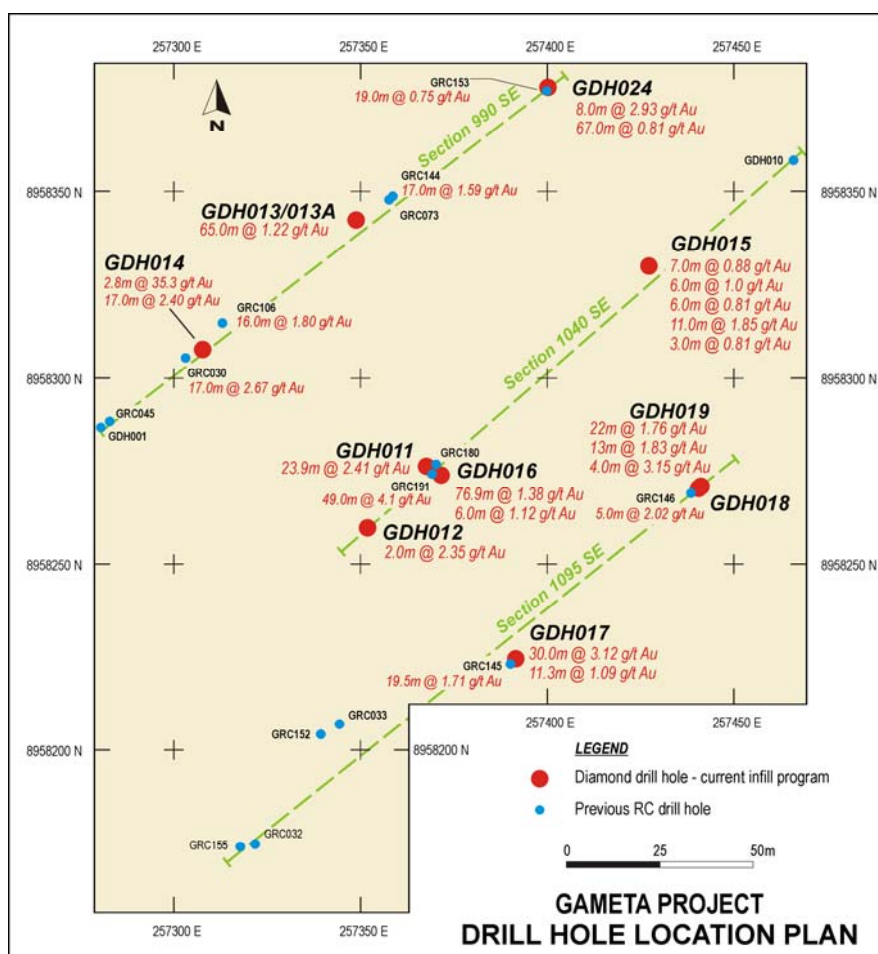 257300 E
257350 E
257400 E
257450 E
GRC153
19.0m @ 0.75 g/t Au
GDH024
8.0m @ 2.93 g/t Au
67.0m @ 0.81 g/t Au
N
Section 990 SE
GDH010
8958350 N
8958350 N
GRC144
17.0m @ 1.59 g/t Au
GRC073
GDH013/013A
65.0m @ 1.22 g/t Au
GDH015
7.0m @ 0.88 g/t Au
6.0m @ 1.0 g/t Au
6.0m @ 0.81 g/t Au
11.0m @ 1.85 g/t Au
3.0m @ 0.81 g/t Au
GDH014
2.8m @ 35.3 g/t Au
17.0m @ 2.40 g/t Au
GRC106
16.0m @ 1.80 g/t Au
Section 1040 SE
8958300 N
8958300 N
GRC030
17.0m @ 2.67 g/t Au
GRC045
GDH001
GDH019
22m @ 1.76 g/t Au
13m @ 1.83 g/t Au
4.0m @ 3.15 g/t Au
GDH011
23.9m @ 2.41 g/t Au
GRC180
GRC191
49.0m @ 4.1 g/t Au
GDH016
76.9m @ 1.38 g/t Au
6.0m @ 1.12 g/t Au
GRC146
5.0m @ 2.02 g/t Au
GDH018
GDH012
2.0m @ 2.35 g/t Au
8958250 N
8958250 N
Section 1095 SE
GDH017
30.0m @ 3.12 g/t Au
11.3m @ 1.09 g/t Au
GRC145
19.5m @ 1.71 g/t Au
GRC033
GRC152
257400 E
257450 E
8958200 N
8958200 N
LEGEND
Diamond drill hole - current infill program
Previous RC drill hole
GRC155
GRC032
0
25
50m
GAMETA PROJECT
DRILL HOLE LOCATION PLAN
257300 E
257350 E